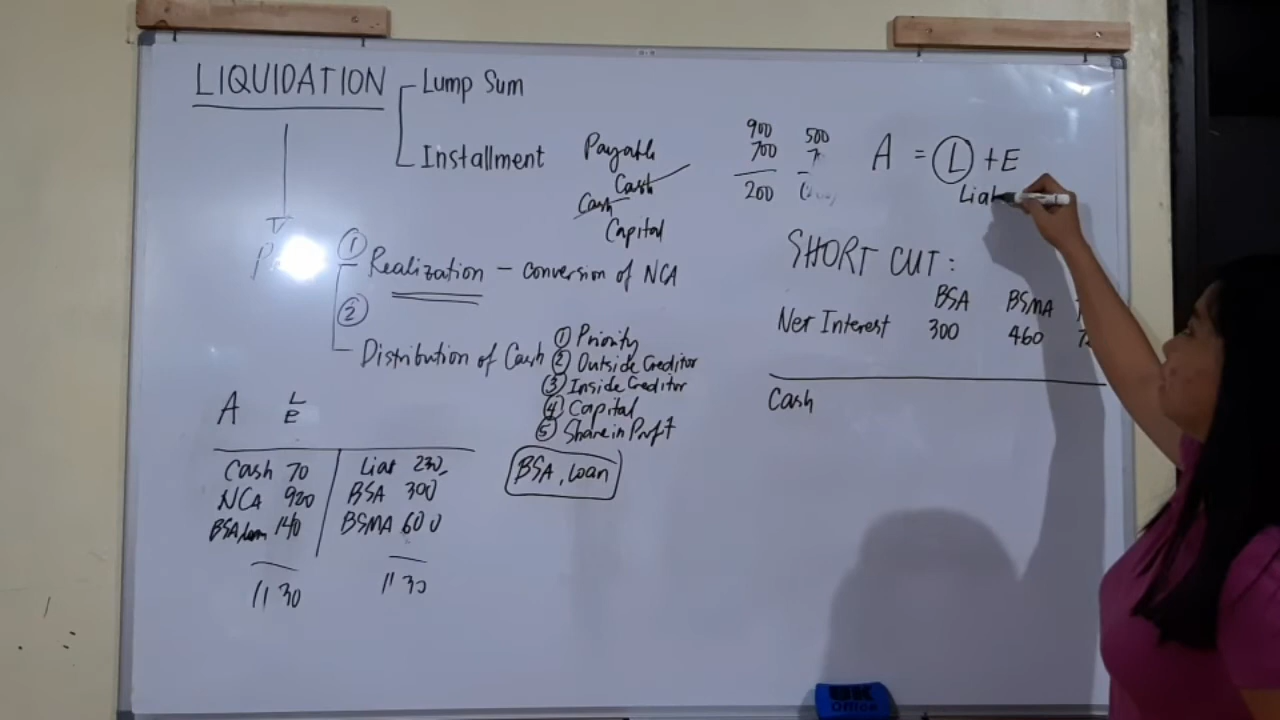 LIQUIDATION
Lump Sum
Installment
Payable
Cash
Cash
Capital
900
700
200
500
7
A = L + E
Liab
① Realization - conversion of NCA
② Distribution of Cash
① Priority
② Outside Creditor
③ Inside Creditor
④ Capital
⑤ Share in Profit
BSA, Loan
SHORT CUT:
BSA BSMA
Net Interest 300 460
Cash
A L
E
Cash 70 Liab 230
NCA 920 BSA 300
BSA loan 140 BSMA 600
1130 1130
Office